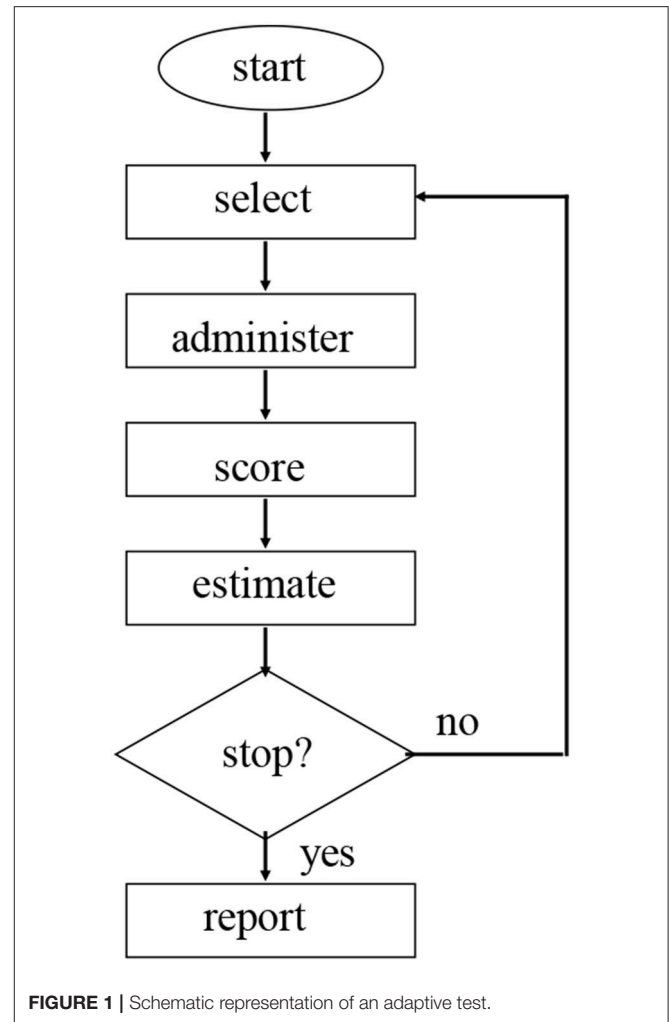 start
select
administer
score
estimate
stop?
no
yes
report
FIGURE 1 | Schematic representation of an adaptive test.